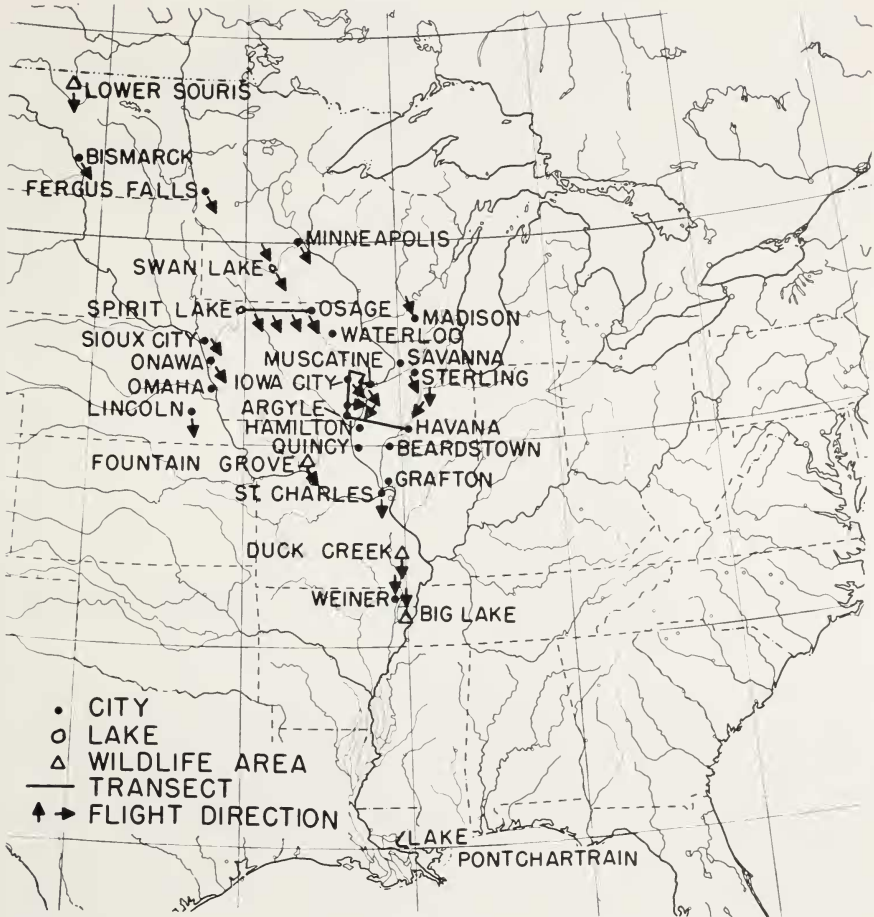 LOWER SOURIS
BISMARCK
FERGUS FALLS
MINNEAPOLIS
SWAN LAKE
SPIRIT LAKE
OSAGE
MADISON
WATERLOO
SIOUX CITY
MUSCATINE
SAVANNA
ONAWA
IOWA CITY
STERLING
OMAHA
LINCOLN
ARGYLE
HAMILTON
HAVANA
QUINCY
BEARDSTOWN
FOUNTAIN GROVE
GRAFTON
ST. CHARLES
DUCK CREEK
WEINER
BIG LAKE
CITY
LAKE
WILDLIFE AREA
TRANSECT
FLIGHT DIRECTION
LAKE
PONTCHARTRAIN